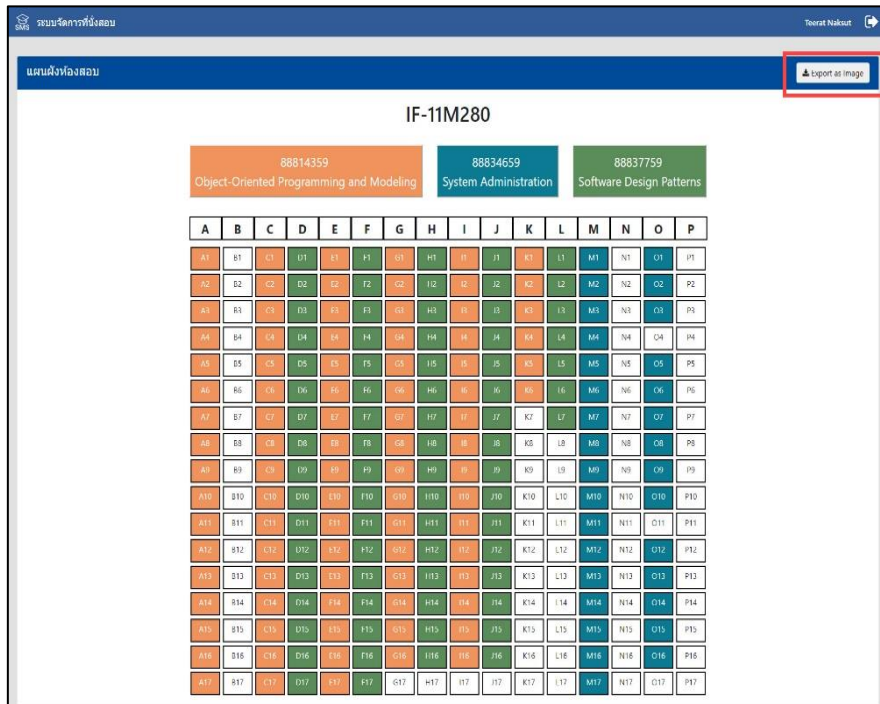 SMS ระบบจัดการที่นั่งสอบ Teerat Naksut
แผนผังห้องสอบ Export as image
IF-11M280
88814359 88834659 88837759
Object-Oriented Programming and Modeling System Administration Software Design Patterns
A B C D E F G H I J K L M N O P
A1 B1 C1 D1 E1 F1 G1 H1 I1 J1 K1 L1 M1 N1 O1 P1
A2 B2 C2 D2 E2 F2 G2 H2 I2 J2 K2 L2 M2 N2 O2 P2
A3 B3 C3 D3 E3 F3 G3 H3 I3 J3 K3 L3 M3 N3 O3 P3
A4 B4 C4 D4 E4 F4 G4 H4 I4 J4 K4 L4 M4 N4 O4 P4
A5 B5 C5 D5 E5 F5 G5 H5 I5 J5 K5 L5 M5 N5 O5 P5
A6 B6 C6 D6 E6 F6 G6 H6 I6 J6 K6 L6 M6 N6 O6 P6
A7 B7 C7 D7 E7 F7 G7 H7 I7 J7 K7 L7 M7 N7 O7 P7
A8 B8 C8 D8 E8 F8 G8 H8 I8 J8 K8 L8 M8 N8 O8 P8
A9 B9 C9 D9 E9 F9 G9 H9 I9 J9 K9 L9 M9 N9 O9 P9
A10 B10 C10 D10 E10 F10 G10 H10 I10 J10 K10 L10 M10 N10 O10 P10
A11 B11 C11 D11 E11 F11 G11 H11 I11 J11 K11 L11 M11 N11 O11 P11
A12 B12 C12 D12 E12 F12 G12 H12 I12 J12 K12 L12 M12 N12 O12 P12
A13 B13 C13 D13 E13 F13 G13 H13 I13 J13 K13 L13 M13 N13 O13 P13
A14 B14 C14 D14 E14 F14 G14 H14 I14 J14 K14 L14 M14 N14 O14 P14
A15 B15 C15 D15 E15 F15 G15 H15 I15 J15 K15 L15 M15 N15 O15 P15
A16 B16 C16 D16 E16 F16 G16 H16 I16 J16 K16 L16 M16 N16 O16 P16
A17 B17 C17 D17 E17 F17 G17 H17 I17 J17 K17 L17 M17 N17 O17 P17